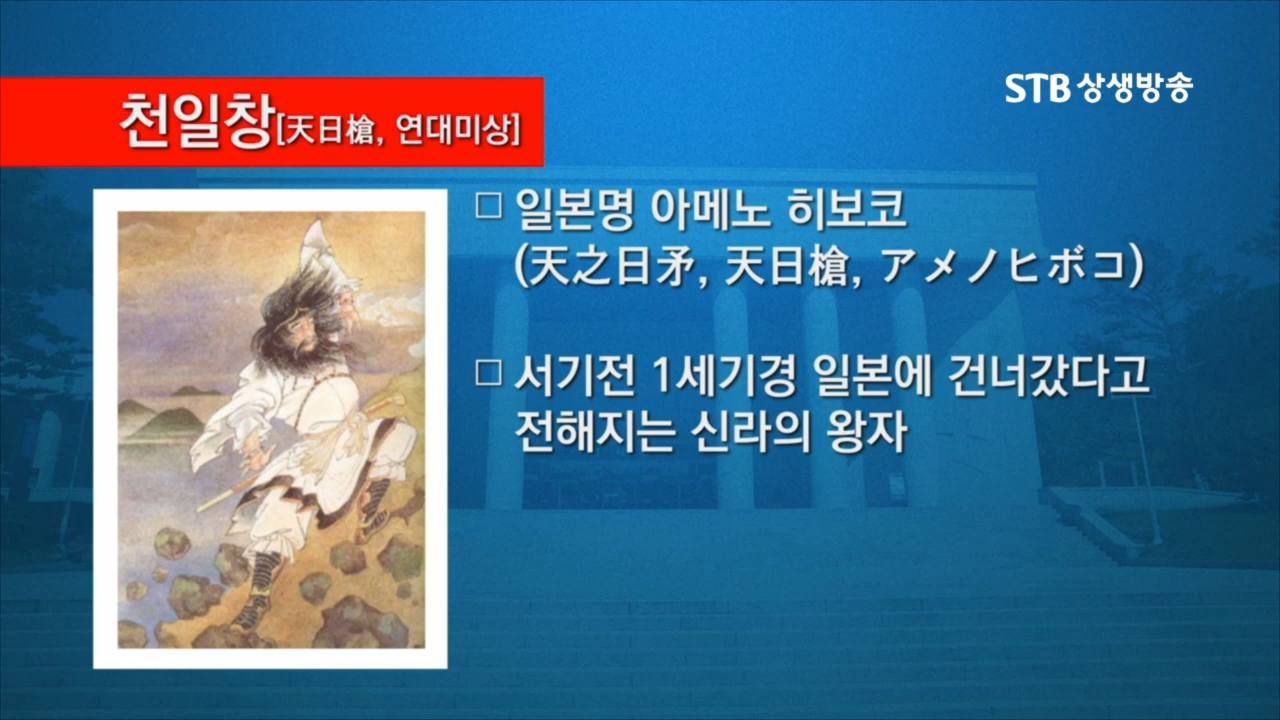 STB 상생방송
천일창[天日槍, 연대미상]
□ 일본명 아메노 히보코
(天之日矛, 天日槍, アメノヒボコ)
□ 서기전 1세기경 일본에 건너갔다고
전해지는 신라의 왕자